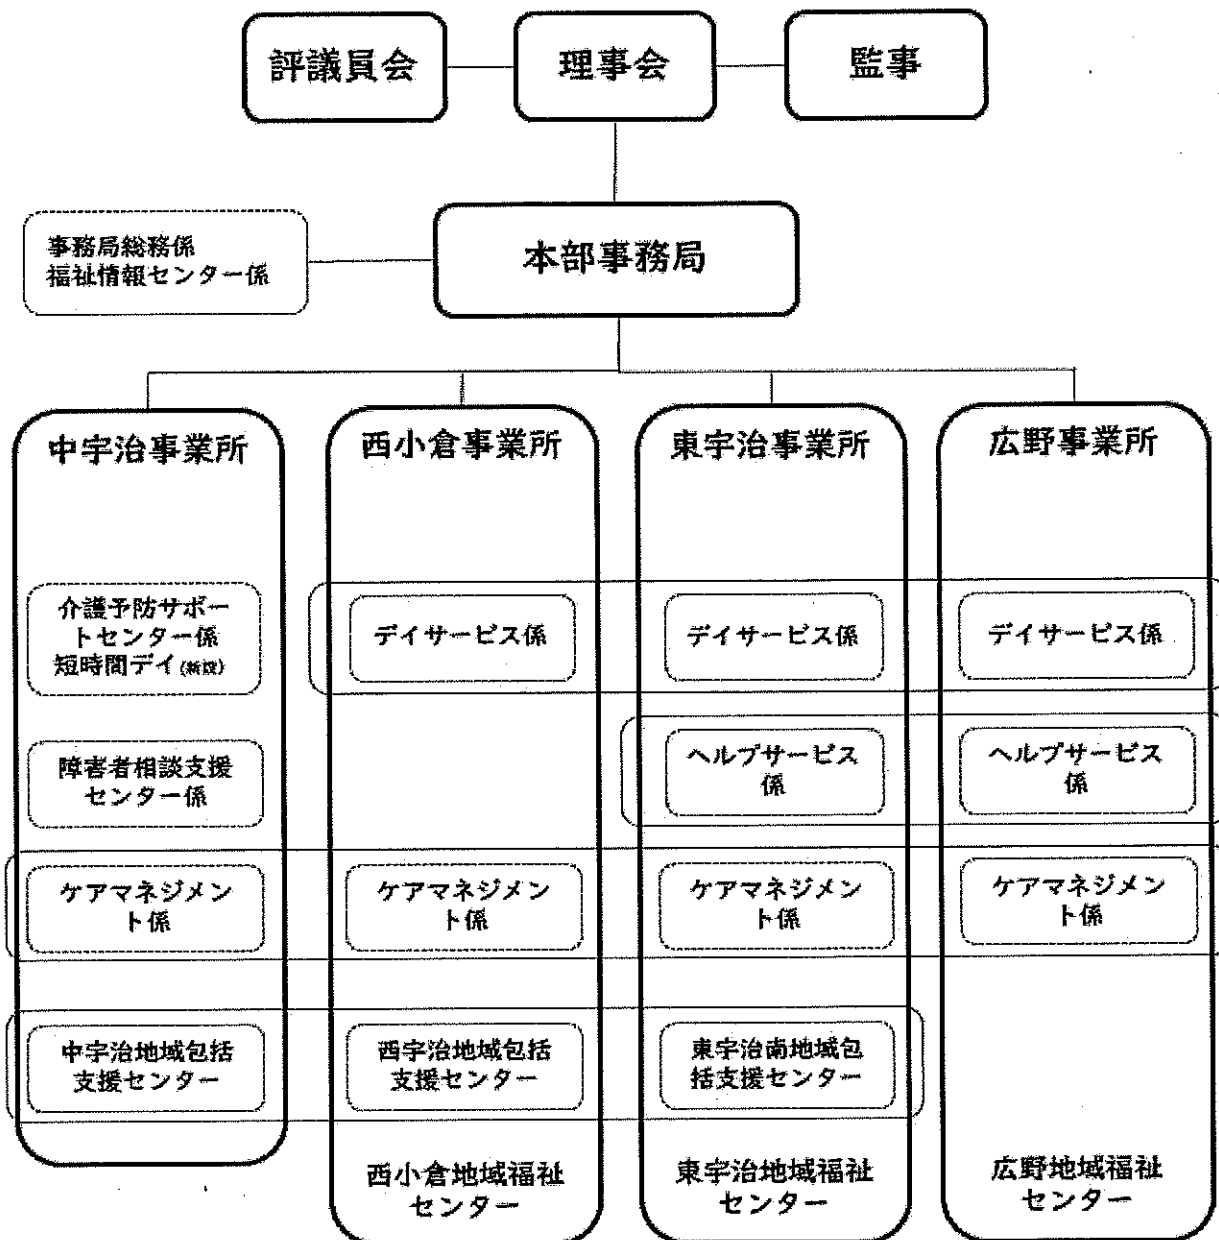 評議員会
理事会
監事
事務局総務係
福祉情報センター係
本部事務局
中宇治事業所
西小倉事業所
東宇治事業所
広野事業所
介護予防サポー
トセンター係
短時間デイ(新設)
デイサービス係
デイサービス係
デイサービス係
障害者相談支援
センター係
ヘルプサービス
係
ヘルプサービス
係
ケアマネジメン
ト係
ケアマネジメン
ト係
ケアマネジメン
ト係
ケアマネジメン
ト係
中宇治地域包括
支援センター
西宇治地域包括
支援センター
東宇治南地域包
括支援センター
西小倉地域福祉
センター
東宇治地域福祉
センター
広野地域福祉
センター